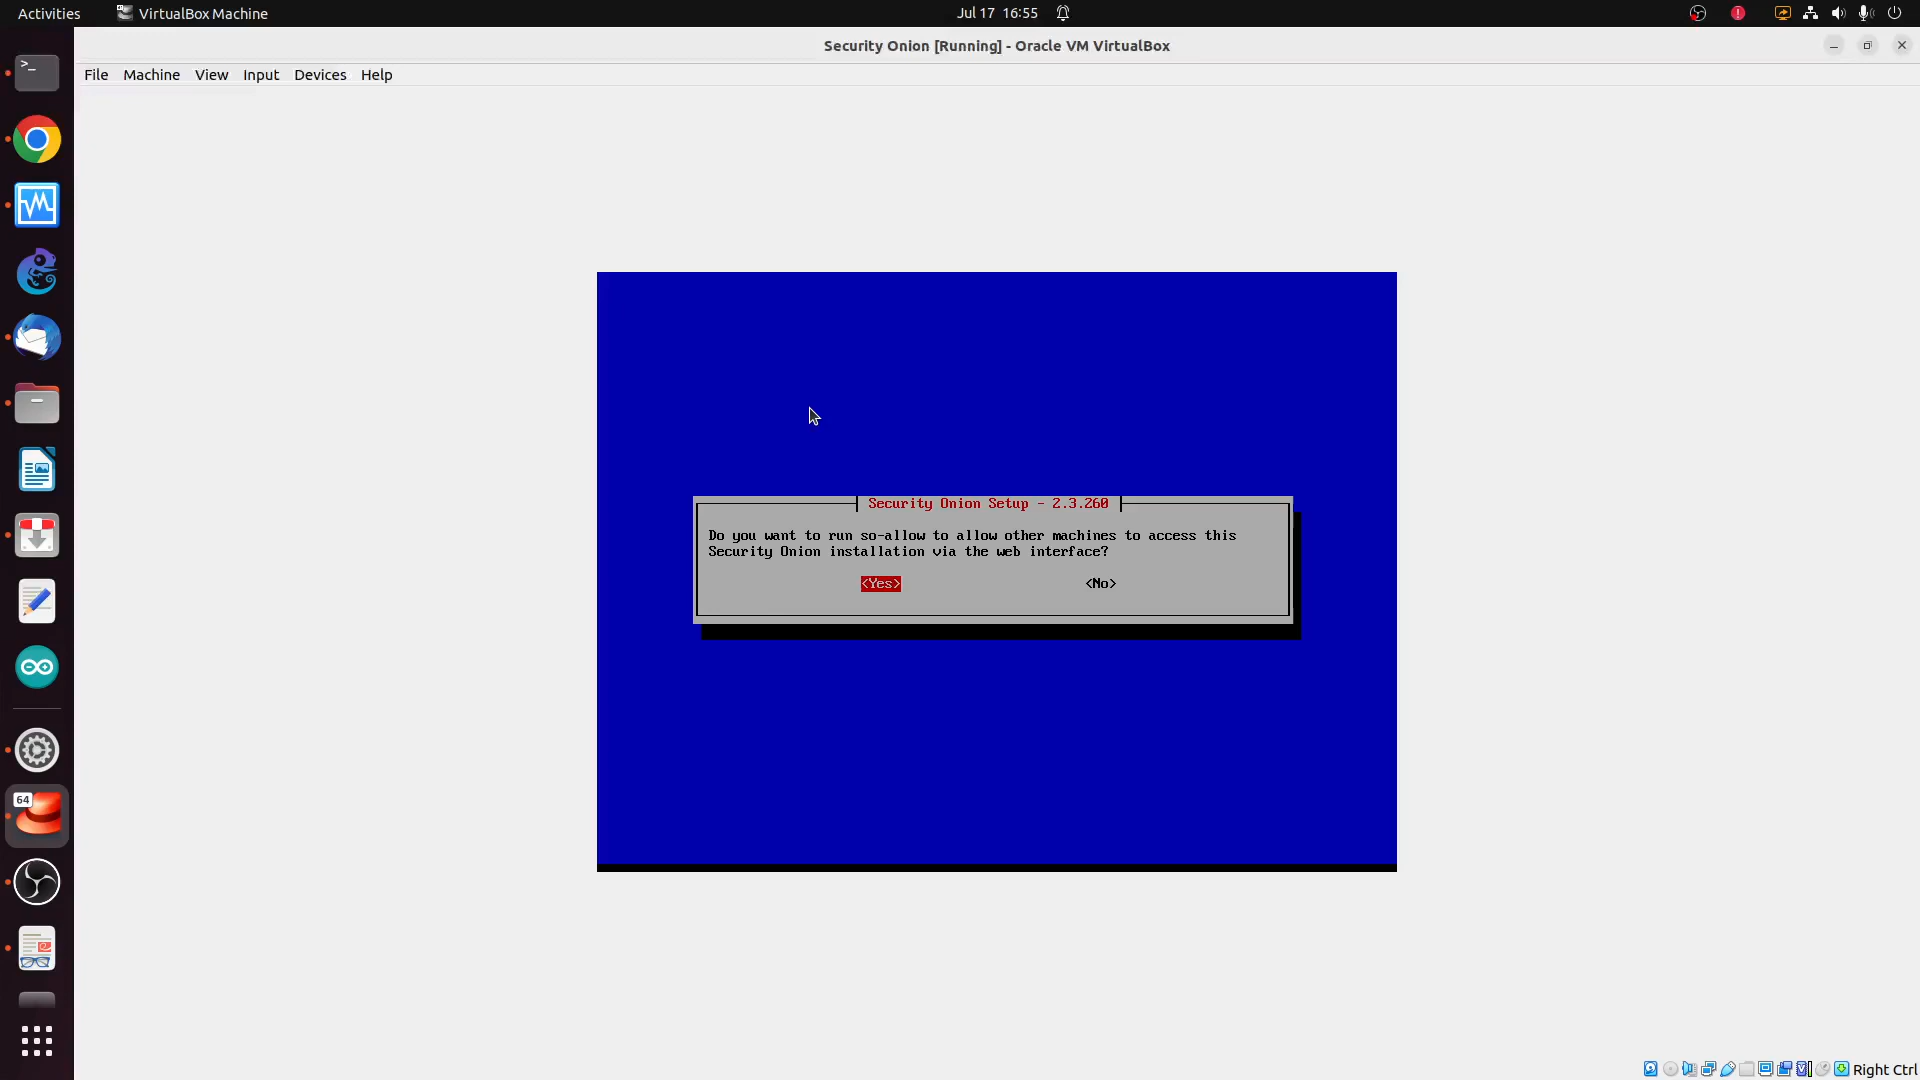 Activities
VirtualBox Machine
Jul 17 16:55
Security Onion [Running] - Oracle VM VirtualBox
File Machine View Input Devices Help
Security Onion Setup - 2.3.260
Do you want to run so-allow to allow other machines to access this
Security Onion installation via the web interface?
<Yes> <No>
64
Right Ctrl